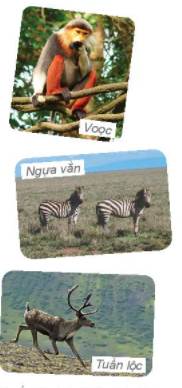 Voọc
Ngựa vằn
Tuần lộc